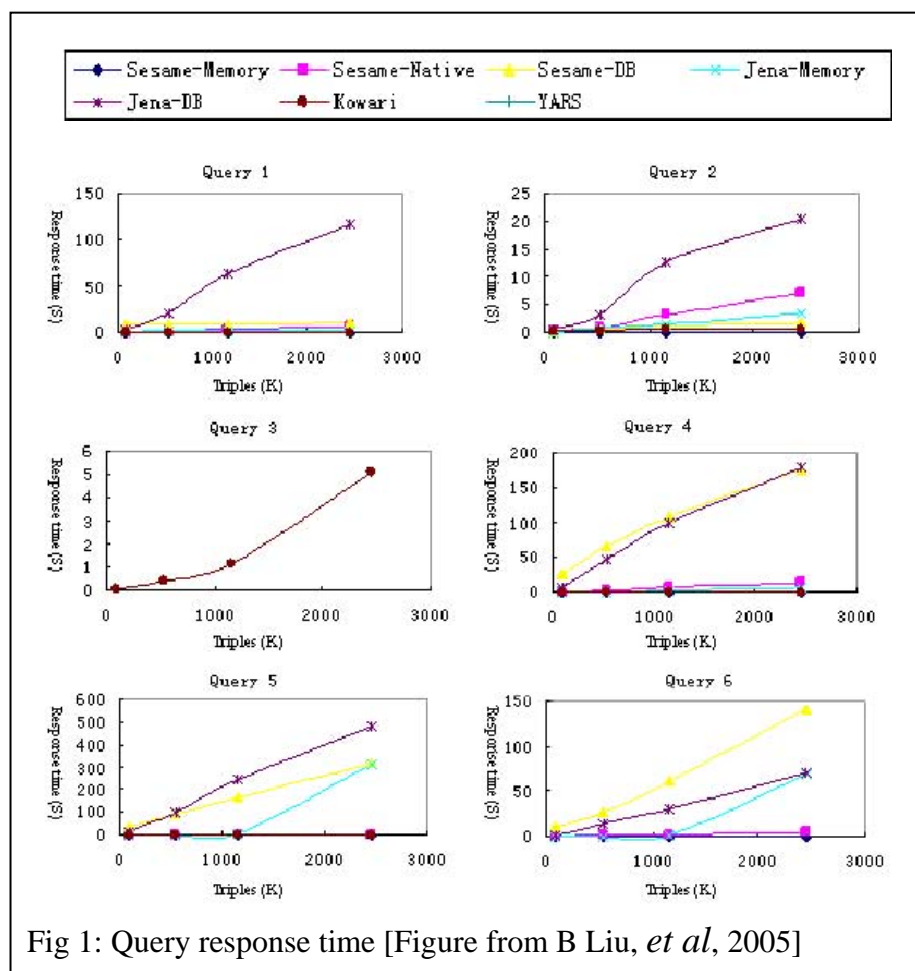 Sesame-Memory Sesame-Native Sesame-DB Jena-Memory
Jena-DB Kowari YARS
Query 1
Response time (S)
150
100
50
0
0 1000 2000 3000
Triples (K)
Query 2
Response time (S)
25
20
15
10
5
0
0 1000 2000 3000
Triples (K)
Query 3
Response time (S)
6
5
4
3
2
1
0
0 1000 2000 3000
Triples (K)
Query 4
Response time (S)
200
150
100
50
0
0 1000 2000 3000
Triples (K)
Query 5
Response time (S)
600
500
400
300
200
100
0
0 1000 2000 3000
Triples (K)
Query 6
Response time (S)
150
100
50
0
0 1000 2000 3000
Triples (K)
Fig 1: Query response time [Figure from B Liu, et al, 2005]